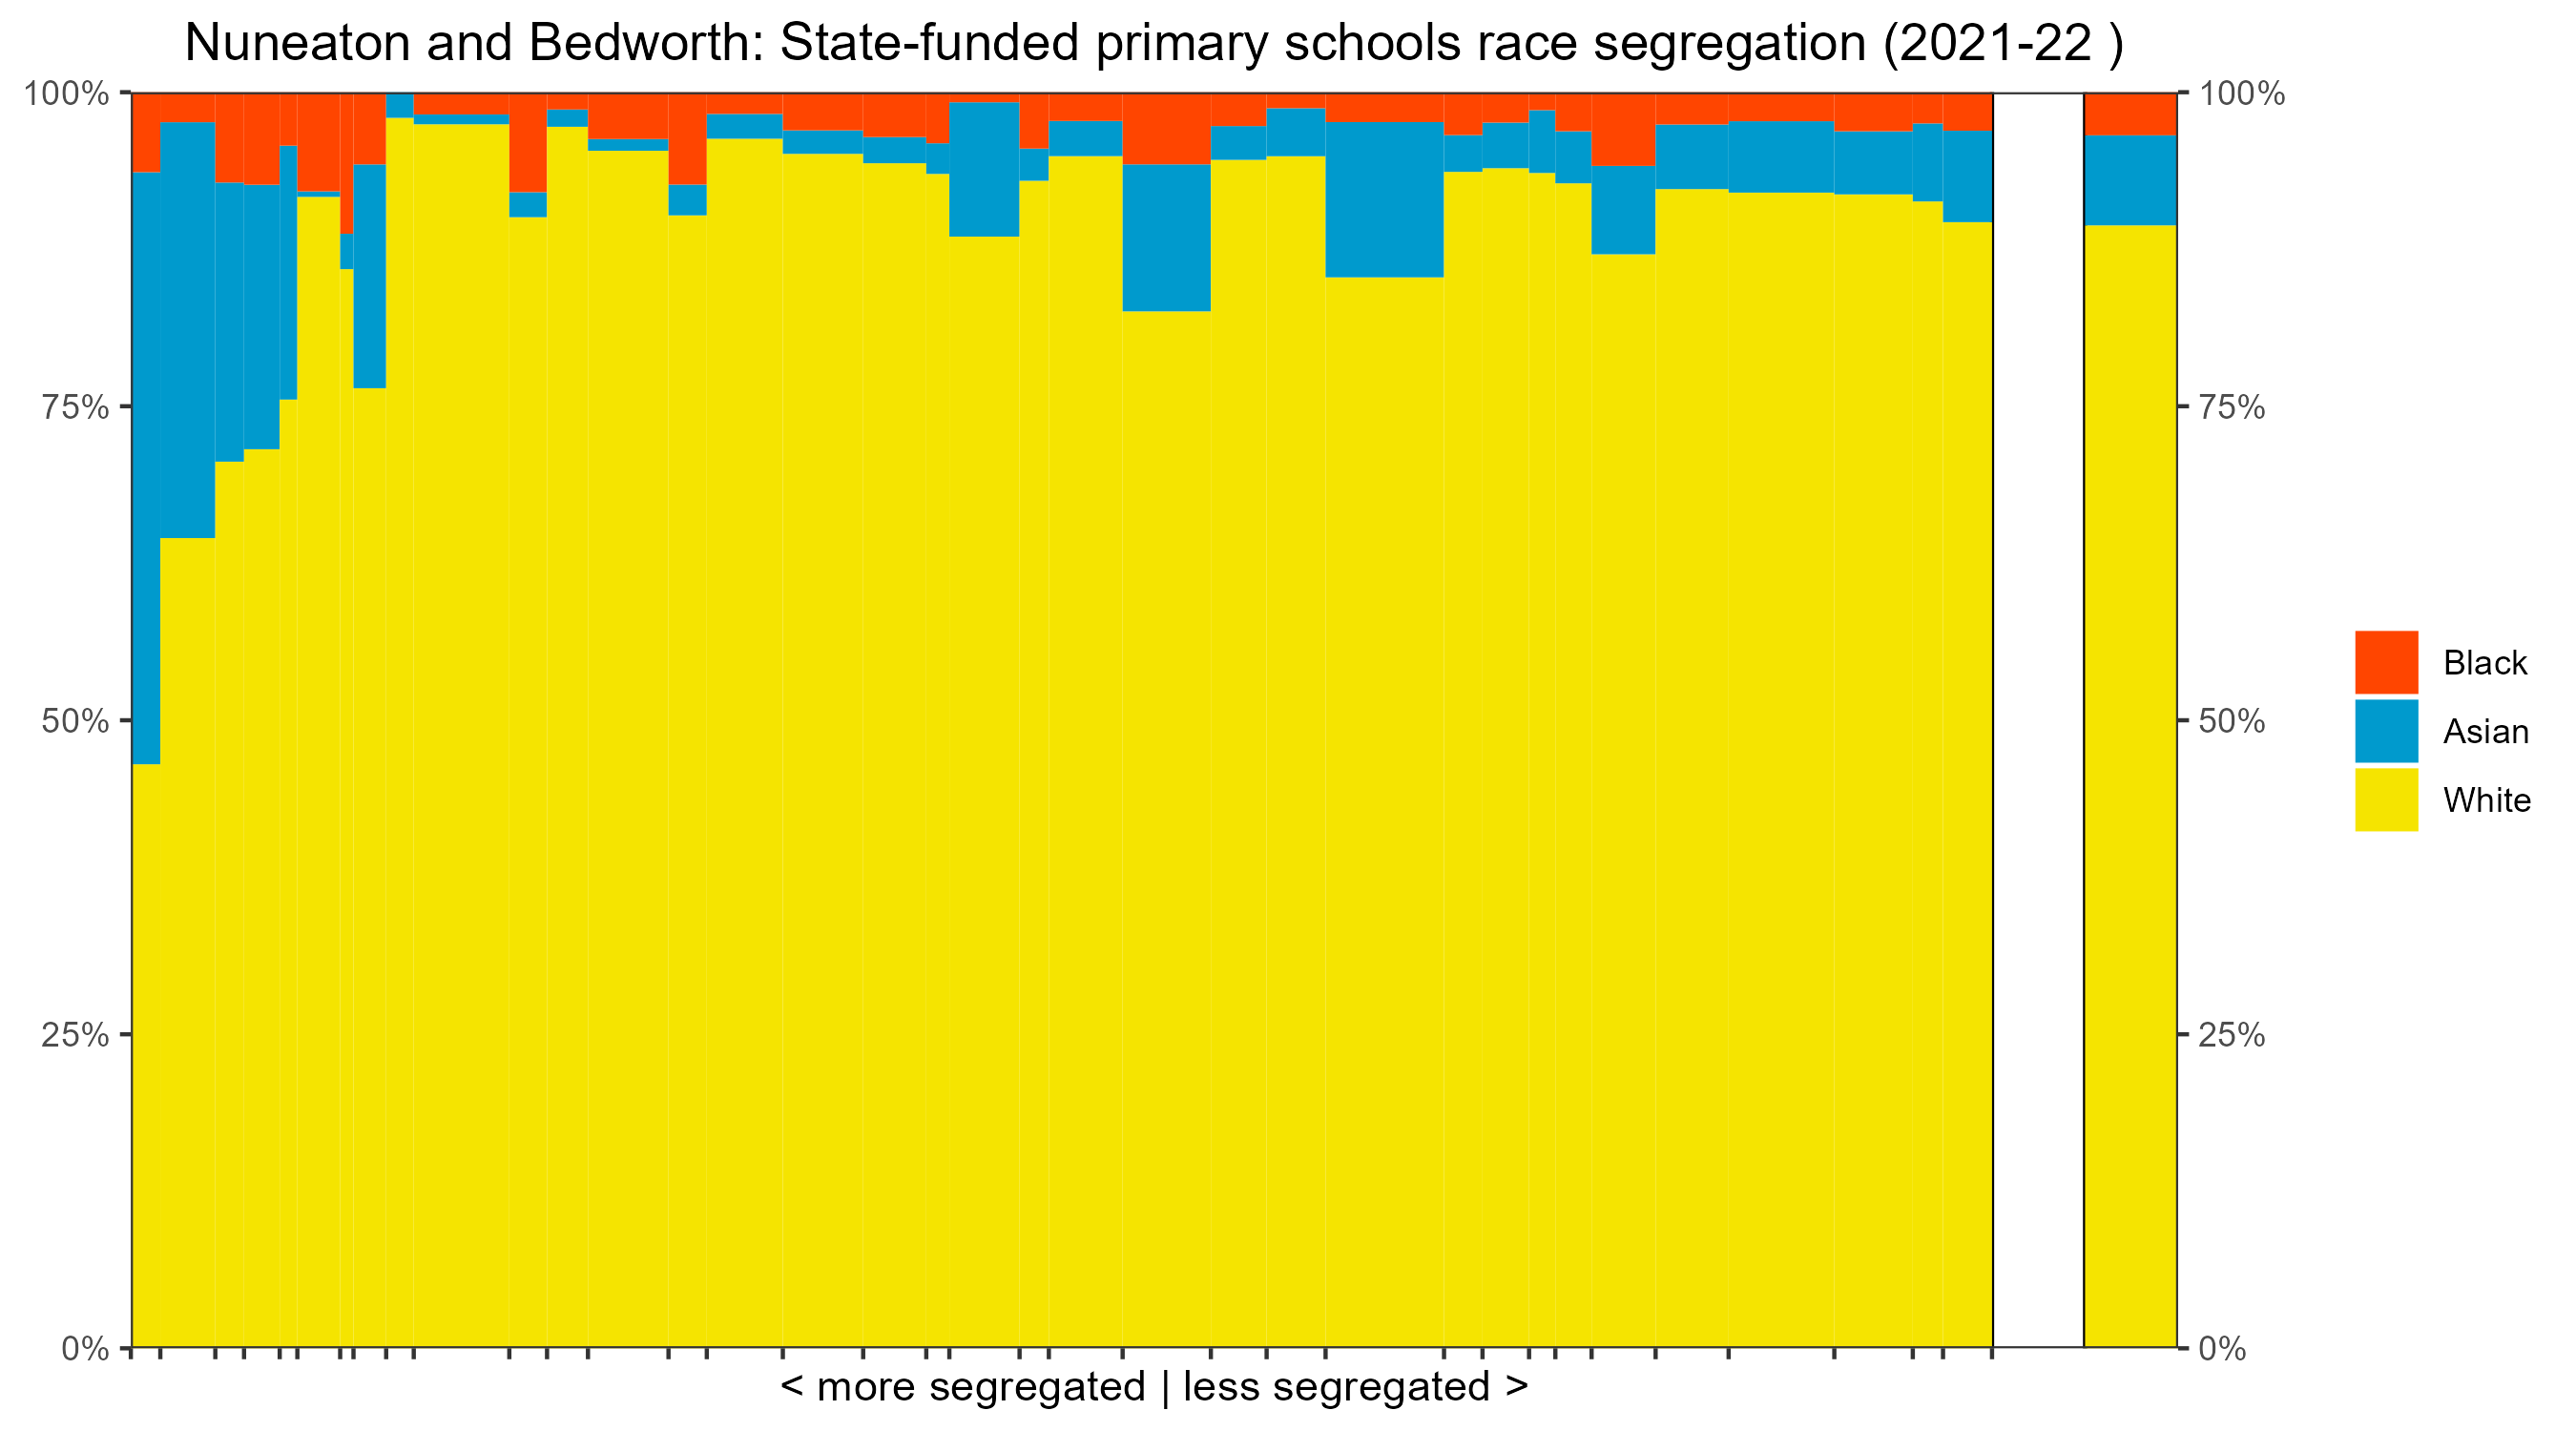 Nuneaton and Bedworth: State-funded primary schools race segregation (2021-22 )
100%
75%
50%
25%
0%
100%
75%
50%
25%
0%
Black
Asian
White
< more segregated | less segregated >